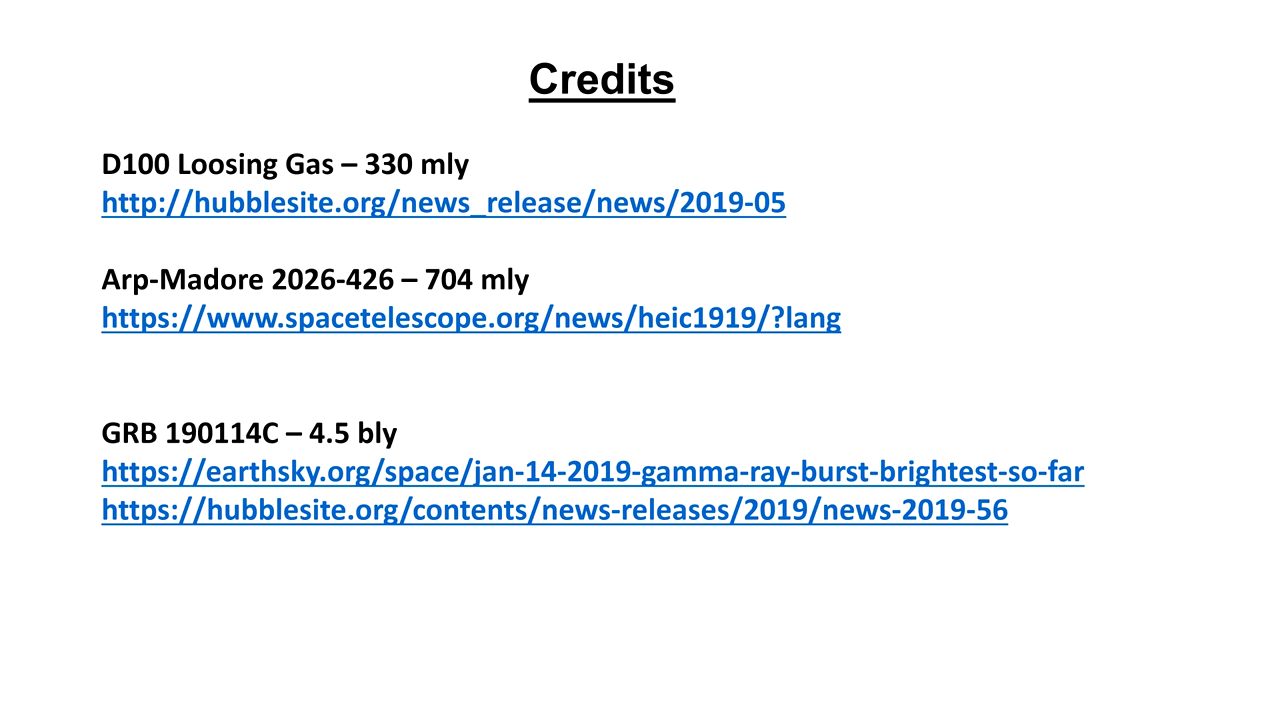 Credits
D100 Loosing Gas – 330 mly
http://hubblesite.org/news_release/news/2019-05
Arp-Madore 2026-426 – 704 mly
https://www.spacetelescope.org/news/heic1919/?lang
GRB 190114C – 4.5 bly
https://earthsky.org/space/jan-14-2019-gamma-ray-burst-brightest-so-far
https://hubblesite.org/contents/news-releases/2019/news-2019-56